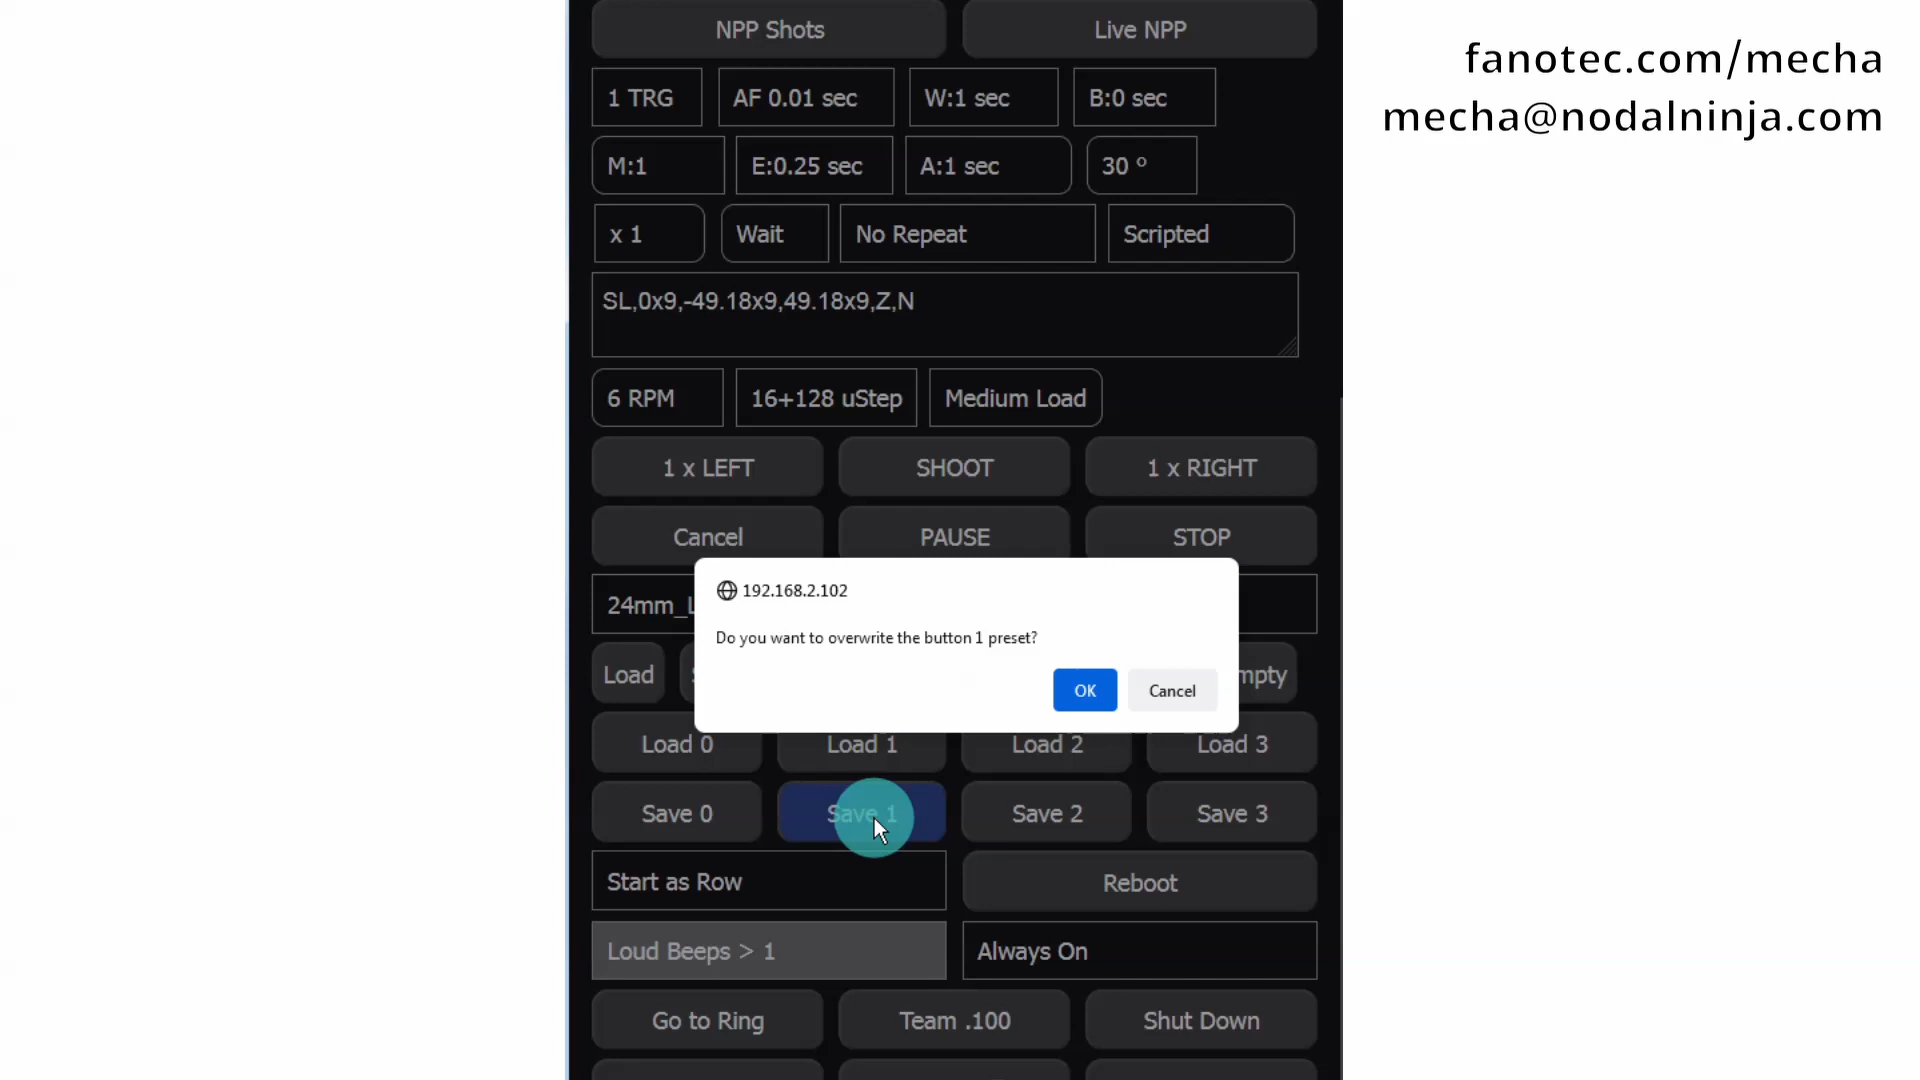 NPP Shots Live NPP
fanotec.com/mecha
mecha@nodalninja.com
1 TRG AF 0.01 sec W:1 sec B:0 sec
M:1 E:0.25 sec A:1 sec 30 º
x 1 Wait No Repeat Scripted
SL,0x9,-49.18x9,49.18x9,Z,N
6 RPM 16+128 uStep Medium Load
1 x LEFT SHOOT 1 x RIGHT
Cancel PAUSE STOP
192.168.2.102
Do you want to overwrite the button 1 preset?
OK Cancel
Load
Load 0 Load 1 Load 2 Load 3
Save 0 Save 1 Save 2 Save 3
Start as Row Reboot
Loud Beeps > 1 Always On
Go to Ring Team .100 Shut Down